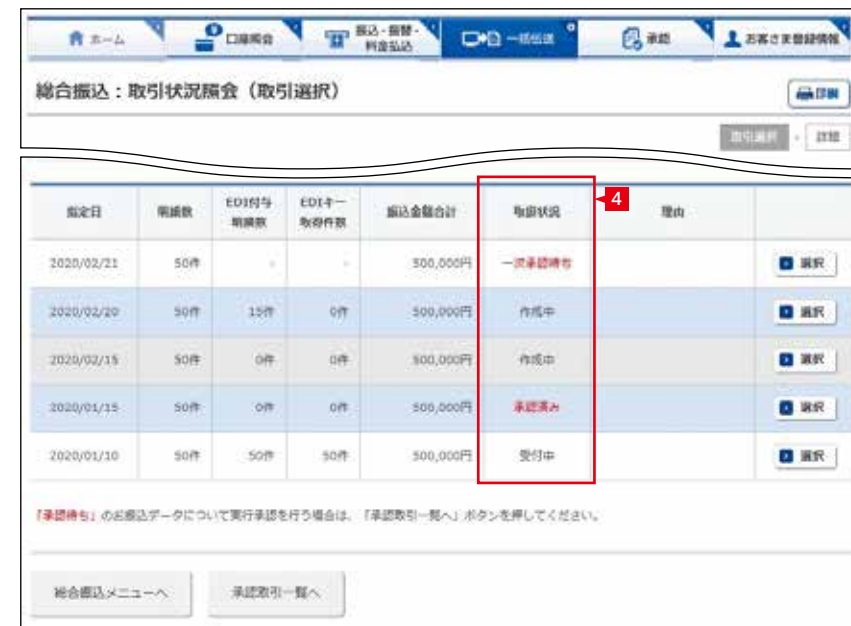 ホーム
口座照会
振込・振替・
料金払込
一括伝送
承認
お客さま登録情報
総合振込：取引状況照会（取引選択）
印刷
取引選択
詳細
指定日 明細数 EDI付与明細数 EDIキー取得件数 振込金額合計 取扱状況 4 理由
2020/02/21 50件 - - 500,000円 一次承認待ち 選択
2020/02/20 50件 15件 0件 500,000円 作成中 選択
2020/02/15 50件 0件 0件 500,000円 作成中 選択
2020/01/15 50件 0件 0件 500,000円 承認済み 選択
2020/01/10 50件 50件 50件 500,000円 受付中 選択
「承認待ち」のお振込データについて実行承認を行う場合は、「承認取引一覧へ」ボタンを押してください。
総合振込メニューへ 承認取引一覧へ